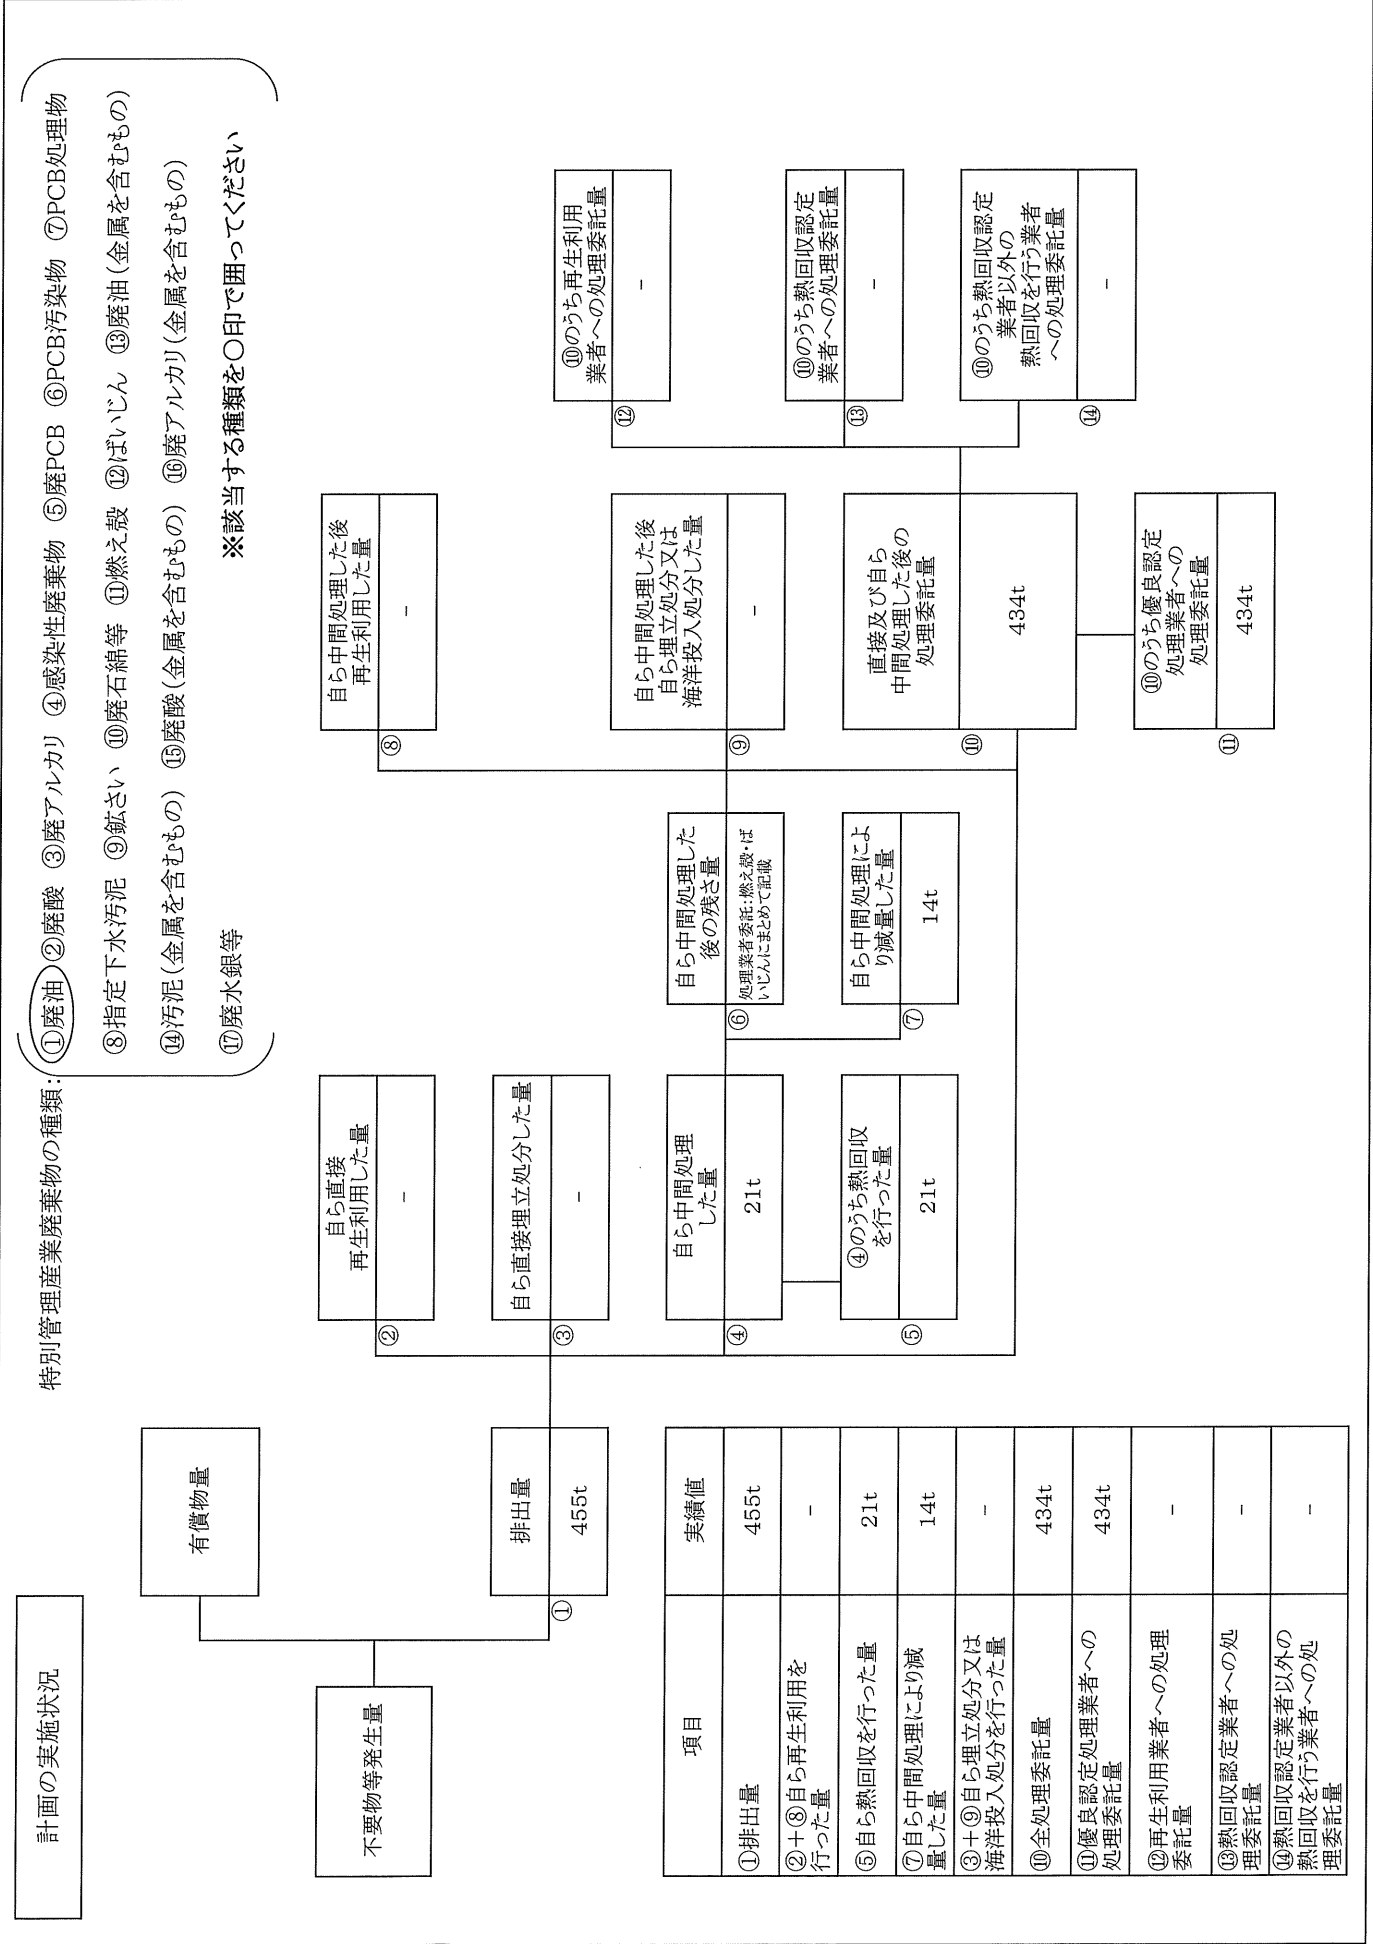 計画の実施状況
特別管理産業廃棄物の種類：
①廃油 ②廃酸 ③廃アルカリ ④感染性廃棄物 ⑤廃PCB ⑥PCB汚染物 ⑦PCB処理物
⑧指定下水汚泥 ⑨鉱さい ⑩廃石綿等 ⑪燃え殻 ⑫ばいじん ⑬廃油(金属を含むもの)
⑭汚泥(金属を含むもの) ⑮廃酸(金属を含むもの) ⑯廃アルカリ(金属を含むもの)
⑰廃水銀等
※該当する種類を〇印で囲ってください
不要物等発生量
有償物量
①
排出量
455t
②
自ら直接
再生利用した量
-
③
自ら直接埋立処分した量
-
④
自ら中間処理
した量
21t
⑤
④のうち熱回収
を行った量
21t
⑥
自ら中間処理した
後の残さ量
処理業者委託:燃え殻・ば
いじんにまとめて記載
⑦
自ら中間処理によ
り減量した量
14t
⑧
自ら中間処理した後
再生利用した量
-
⑨
自ら中間処理した後
自ら埋立処分又は
海洋投入処分した量
-
⑩
直接及び自ら
中間処理した後の
処理委託量
434t
⑪
⑩のうち優良認定
処理業者への
処理委託量
434t
⑫
⑩のうち再生利用
業者への処理委託量
-
⑬
⑩のうち熱回収認定
業者への処理委託量
-
⑭
⑩のうち熱回収認定
業者以外の
熱回収を行う業者
への処理委託量
-
項目 実績値
①排出量 455t
②＋⑧自ら再生利用を
行った量 -
⑤自ら熱回収を行った量 21t
⑦自ら中間処理により減
量した量 14t
③＋⑨自ら埋立処分又は
海洋投入処分を行った量 -
⑩全処理委託量 434t
⑪優良認定処理業者への
処理委託量 434t
⑫再生利用業者への処理
委託量 -
⑬熱回収認定業者への処
理委託量 -
⑭熱回収認定業者以外の
熱回収を行う業者への処
理委託量 -